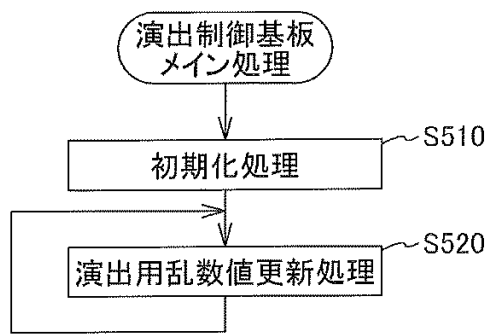 演出制御基板
メイン処理
S510
初期化処理
S520
演出用乱数値更新処理